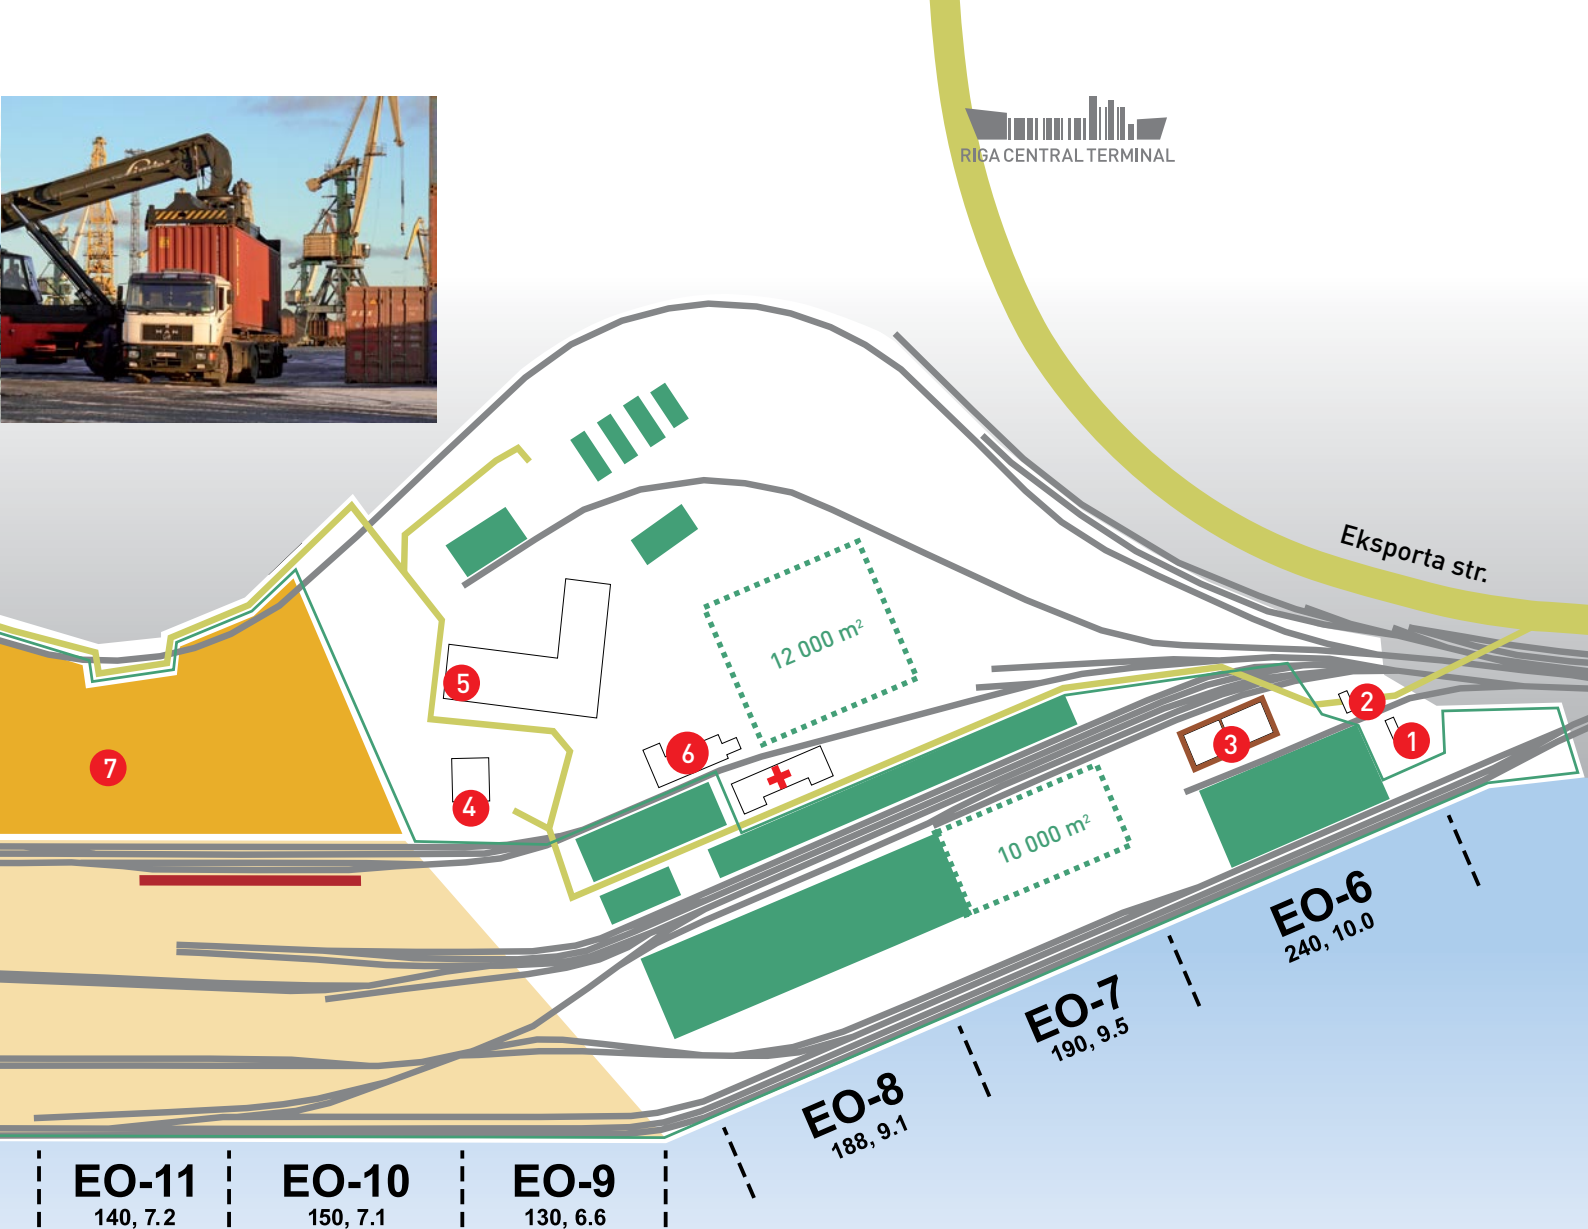 RIGA CENTRAL TERMINAL
Eksporta str.
12 000 m²
10 000 m²
5
6
7
4
3
2
1
EO-6
240, 10.0
EO-7
190, 9.5
EO-8
188, 9.1
EO-11
140, 7.2
EO-10
150, 7.1
EO-9
130, 6.6
MAN